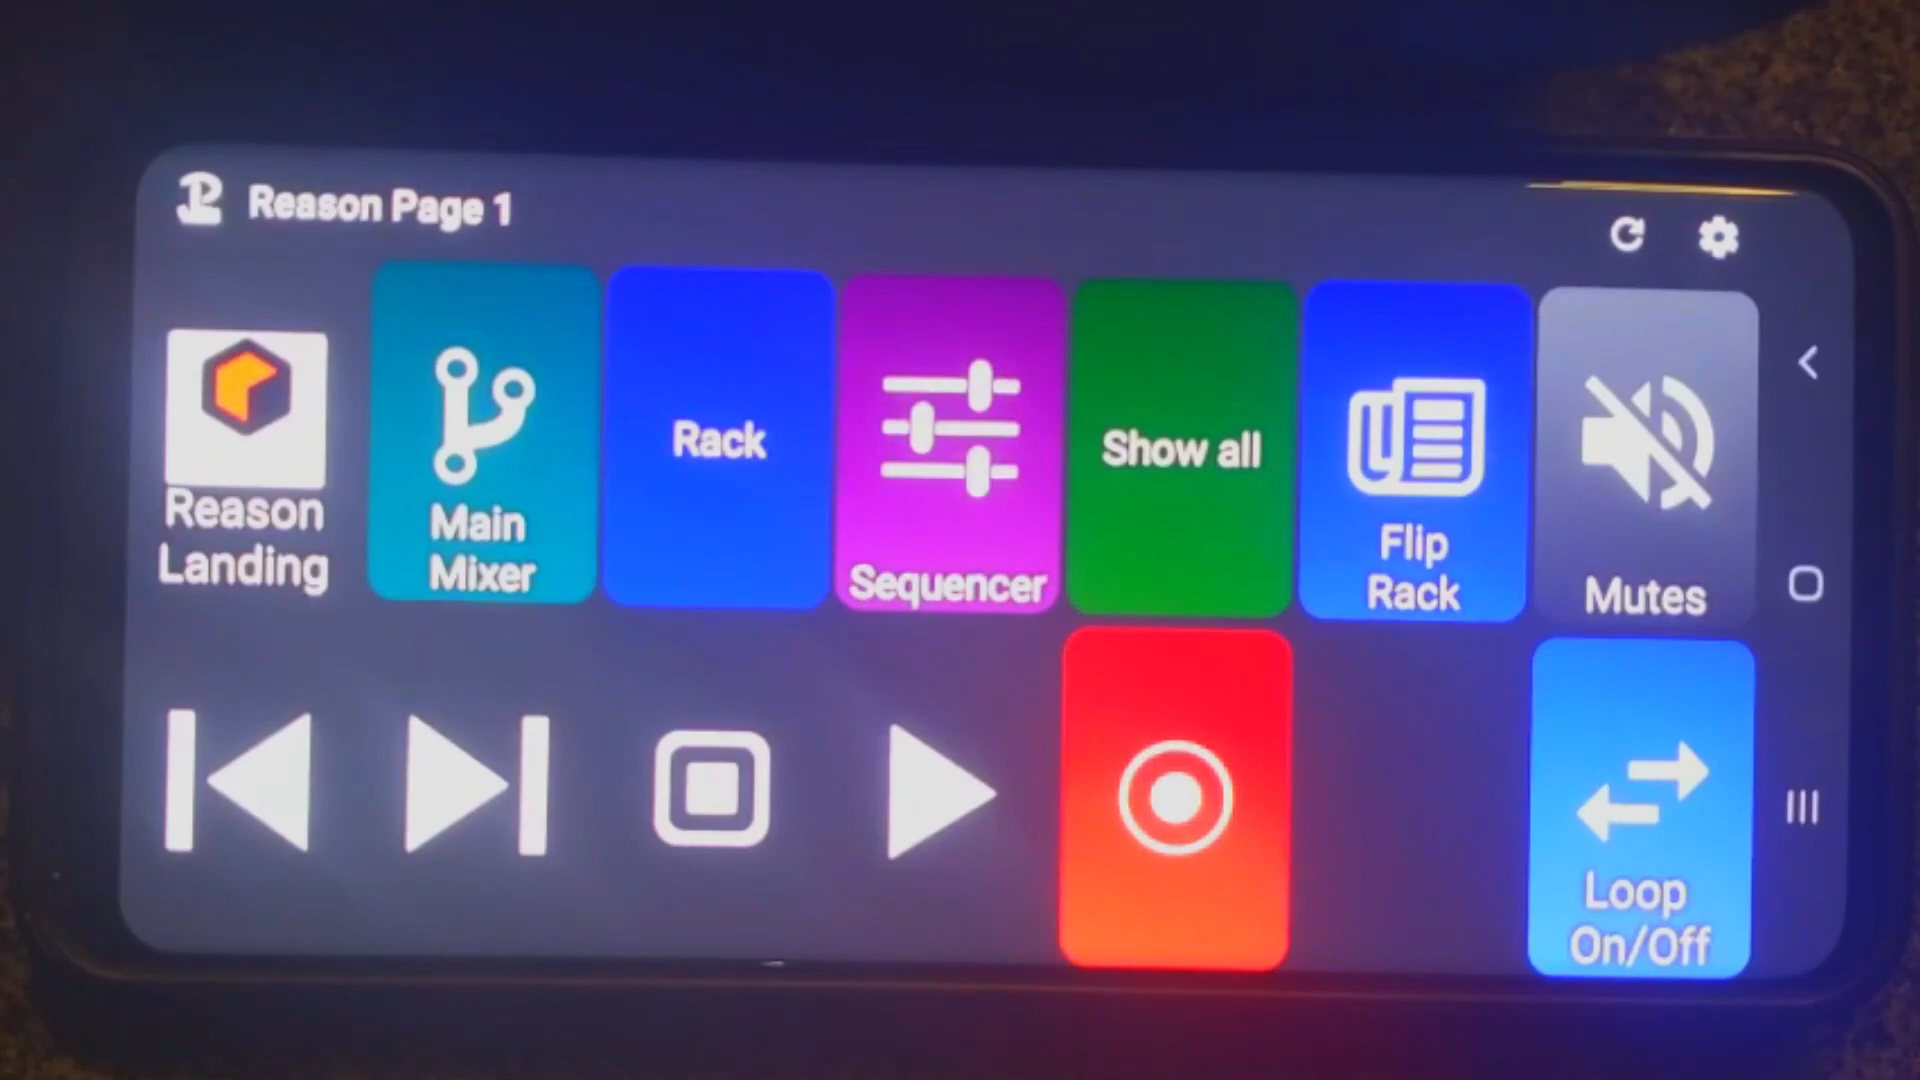 Reason Page 1
Reason
Landing
Main
Mixer
Rack
Sequencer
Show all
Flip
Rack
Mutes
Loop
On/Off